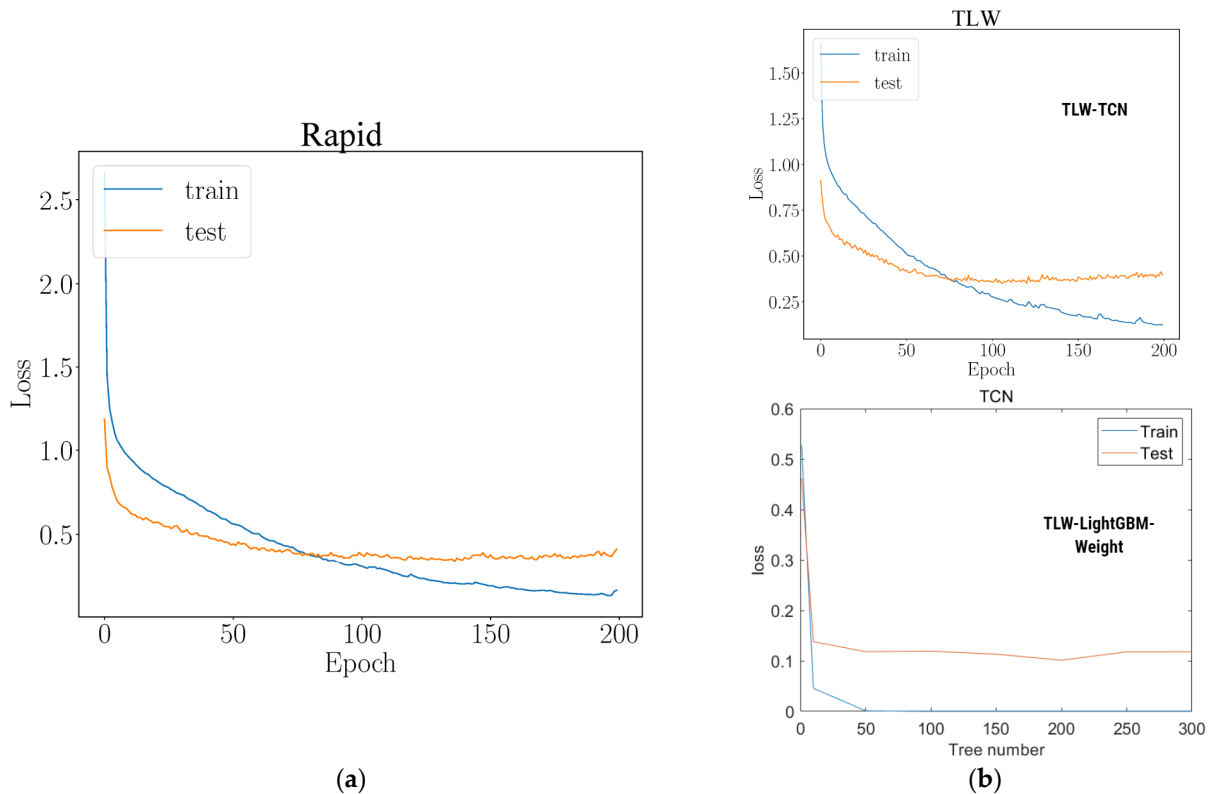 Rapid
train
test
2.5
2.0
1.5
1.0
0.5
Loss
0 50 100 150 200
Epoch
(a)
TLW
train
test
TLW-TCN
1.50
1.25
1.00
0.75
0.50
0.25
Loss
0 50 100 150 200
Epoch
TCN
Train
Test
TLW-LightGBM-
Weight
0.6
0.5
0.4
0.3
0.2
0.1
0
loss
0 50 100 150 200 250 300
Tree number
(b)